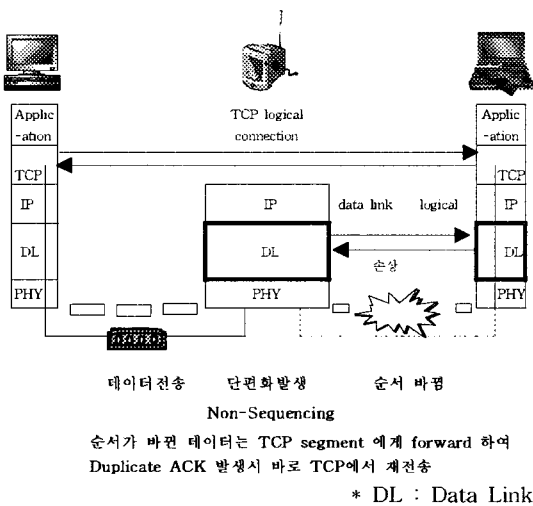 Applic
-ation
TCP logical
connection
Applic
-ation
TCP
TCP
IP
IP
data link logical
IP
DL
DL
손상
DL
PHY
PHY
PHY
데이터전송 단편화발생 순서 바뀜
Non-Sequencing
순서가 바뀐 데이터는 TCP segment 에게 forward 하여
Duplicate ACK 발생시 바로 TCP에서 재전송
* DL : Data Link